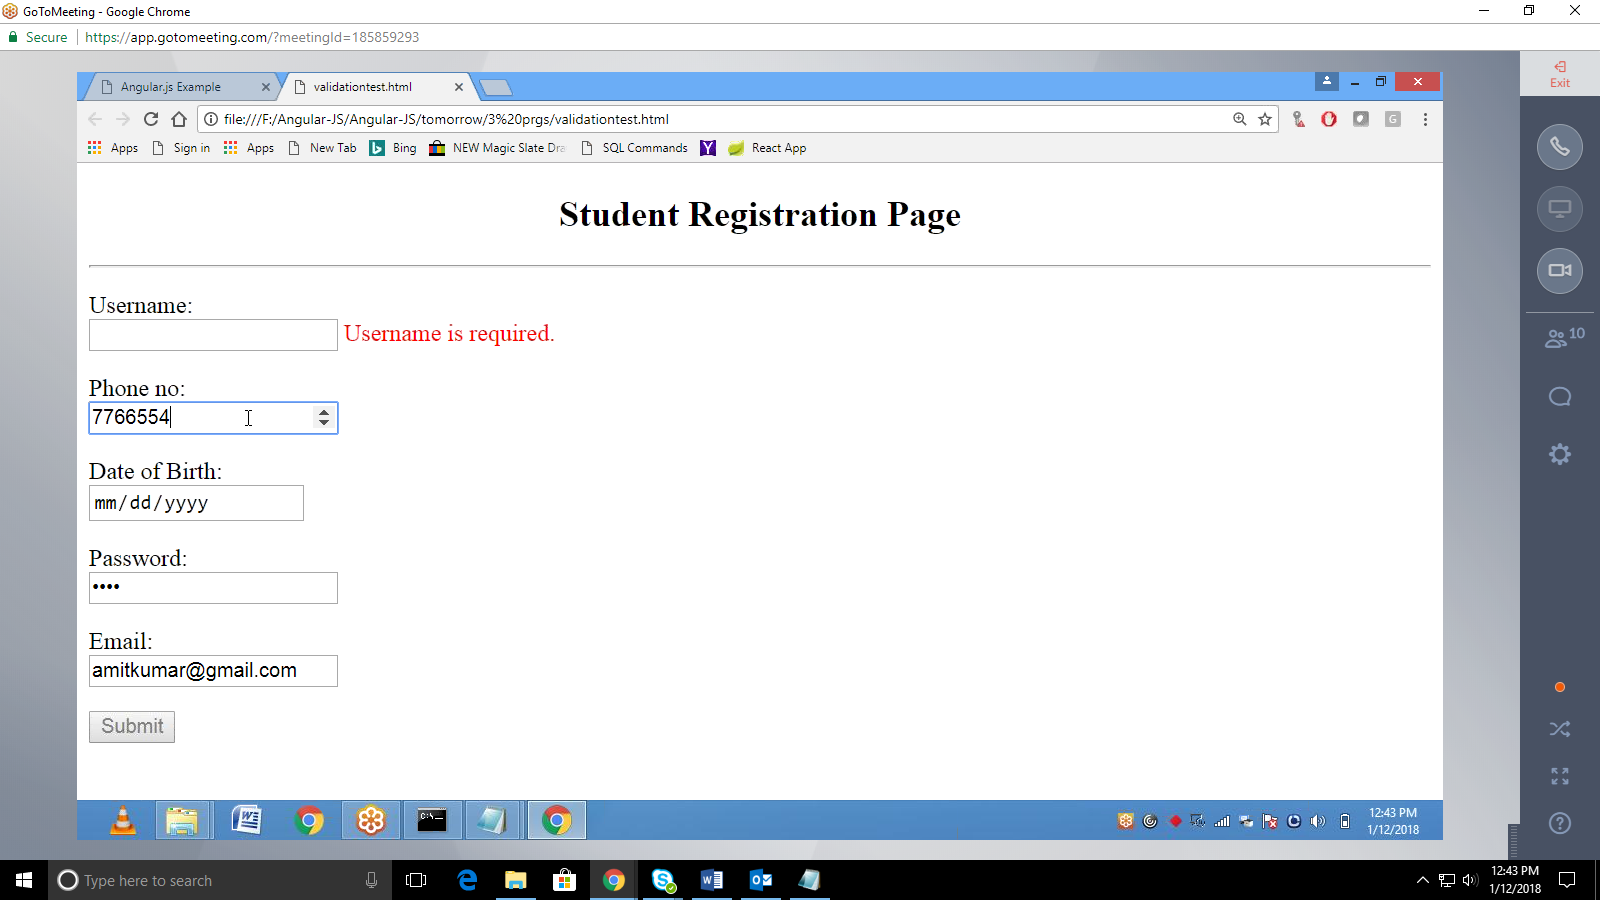 GoToMeeting - Google Chrome
Secure
https://app.gotomeeting.com/?meetingId=185859293
Exit
Angular.js Example
validationtest.html
file:///F:/Angular-JS/Angular-JS/tomorrow/3%20prgs/validationtest.html
Apps
Sign in
Apps
New Tab
Bing
NEW Magic Slate Dra
SQL Commands
React App
Student Registration Page
Username:
Username is required.
Phone no:
7766554
Date of Birth:
mm/dd/yyyy
Password:
••••
Email:
amitkumar@gmail.com
Submit
10
12:43 PM
1/12/2018
Type here to search
12:43 PM
1/12/2018